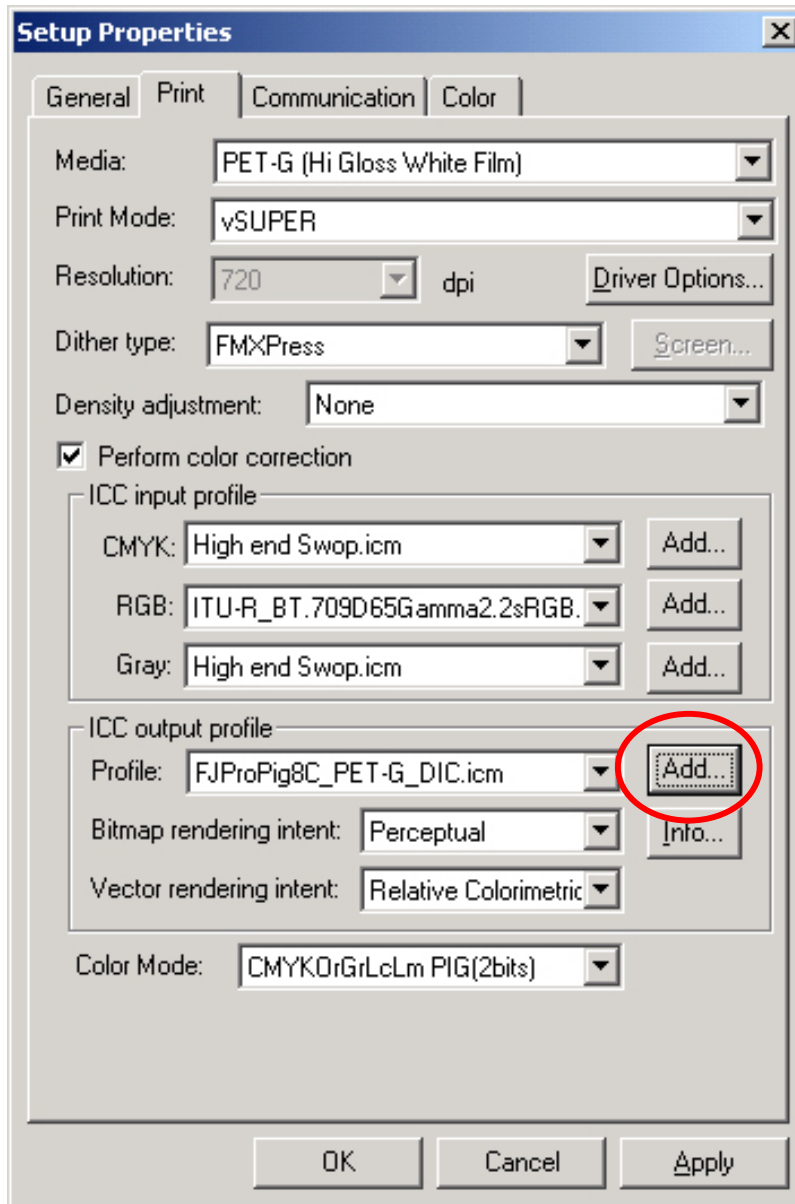 Setup Properties
General Print Communication Color
Media: PET-G (Hi Gloss White Film)
Print Mode: vSUPER
Resolution: 720 dpi Driver Options...
Dither type: FMXPress Screen...
Density adjustment: None
Perform color correction
ICC input profile
CMYK: High end Swop.icm Add...
RGB: ITU-R_BT.709D65Gamma2.2sRGB. Add...
Gray: High end Swop.icm Add...
ICC output profile
Profile: FJProPig8C_PET-G_DIC.icm Add...
Bitmap rendering intent: Perceptual Info...
Vector rendering intent: Relative Colorimetric
Color Mode: CMYKOrGrLcLm PIG(2bits)
OK Cancel Apply